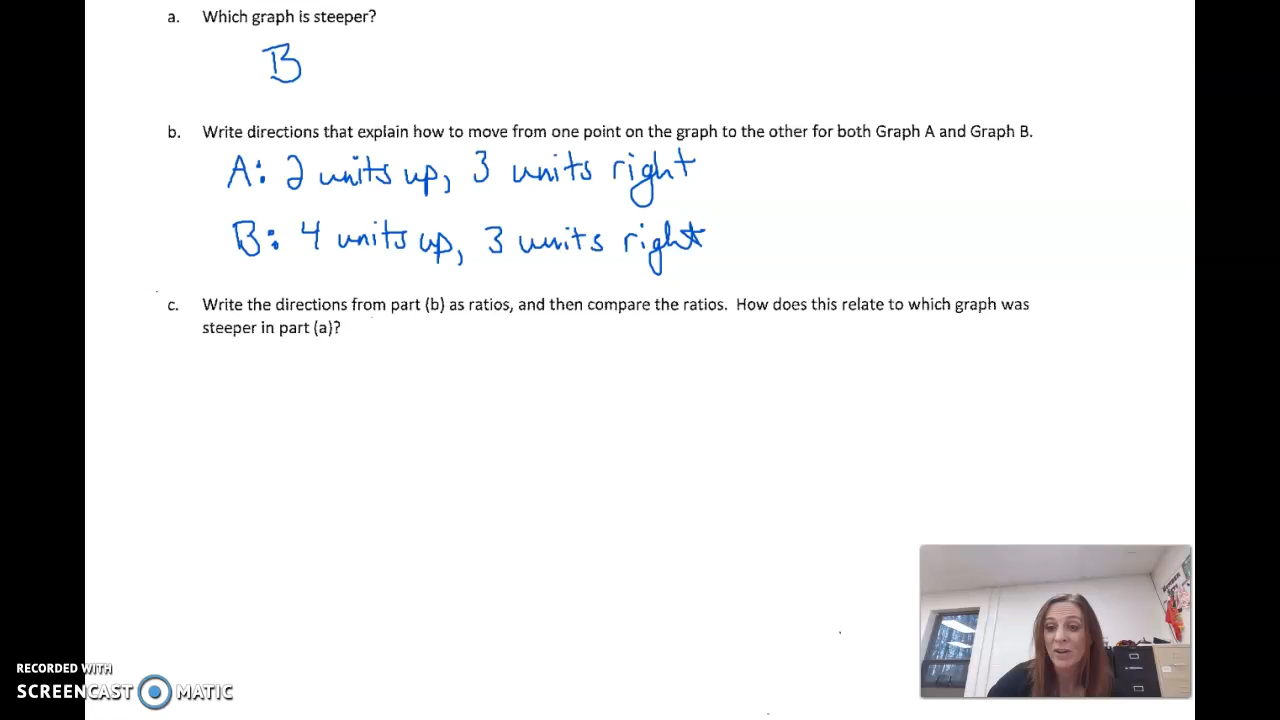 a. Which graph is steeper?
B
b. Write directions that explain how to move from one point on the graph to the other for both Graph A and Graph B.
A: 2 units up, 3 units right
B: 4 units up, 3 units right
c. Write the directions from part (b) as ratios, and then compare the ratios. How does this relate to which graph was
steeper in part (a)?
RECORDED WITH
SCREENCAST MATIC